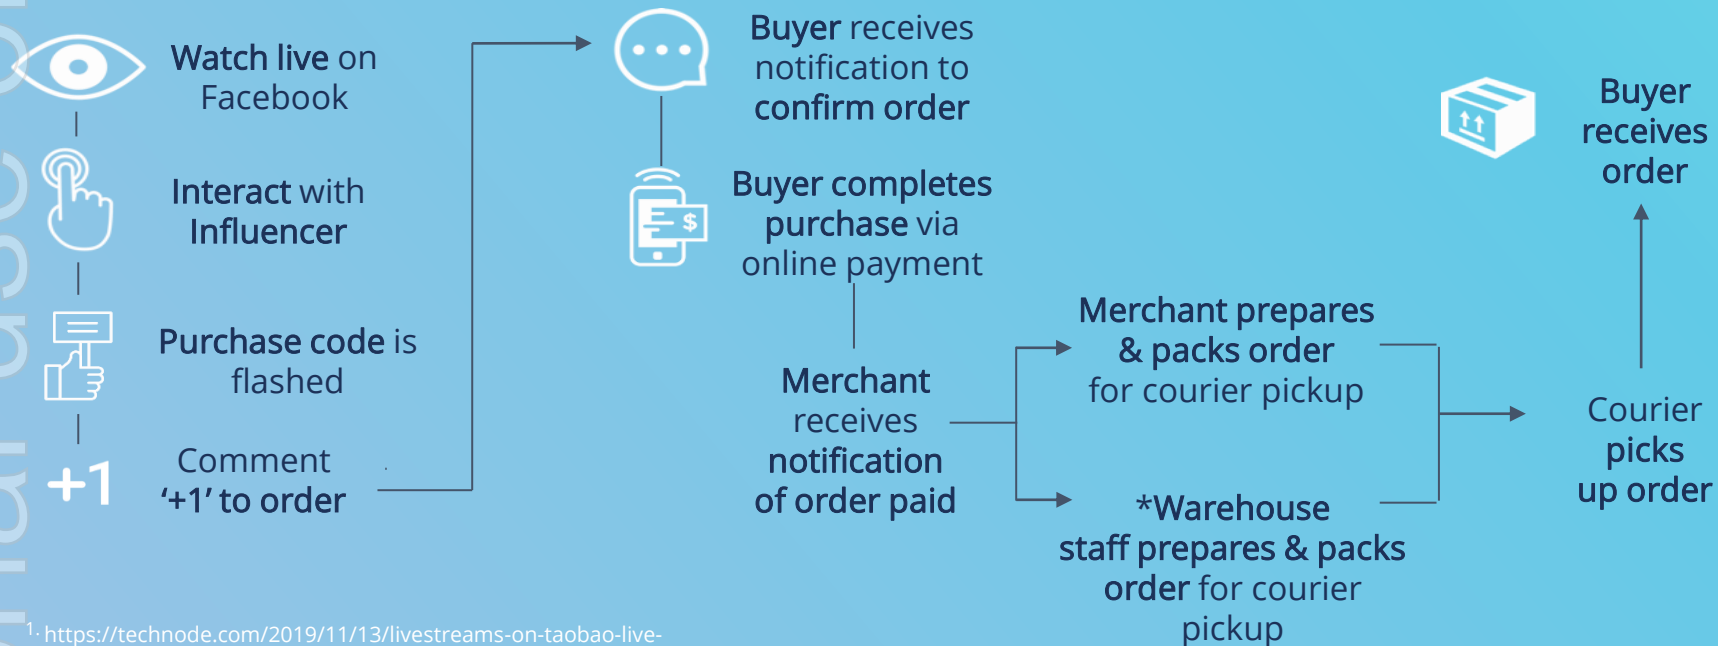 Watch live on
Facebook
Interact with
Influencer
Purchase code is
flashed
+1
Comment
‘+1’ to order
Buyer receives
notification to
confirm order
$
Buyer completes
purchase via
online payment
Merchant
receives
notification
of order paid
Merchant prepares
& packs order
for courier pickup
*Warehouse
staff prepares & packs
order for courier
pickup
Courier
picks
up order
Buyer
receives
order
1. https://technode.com/2019/11/13/livestreams-on-taobao-live-